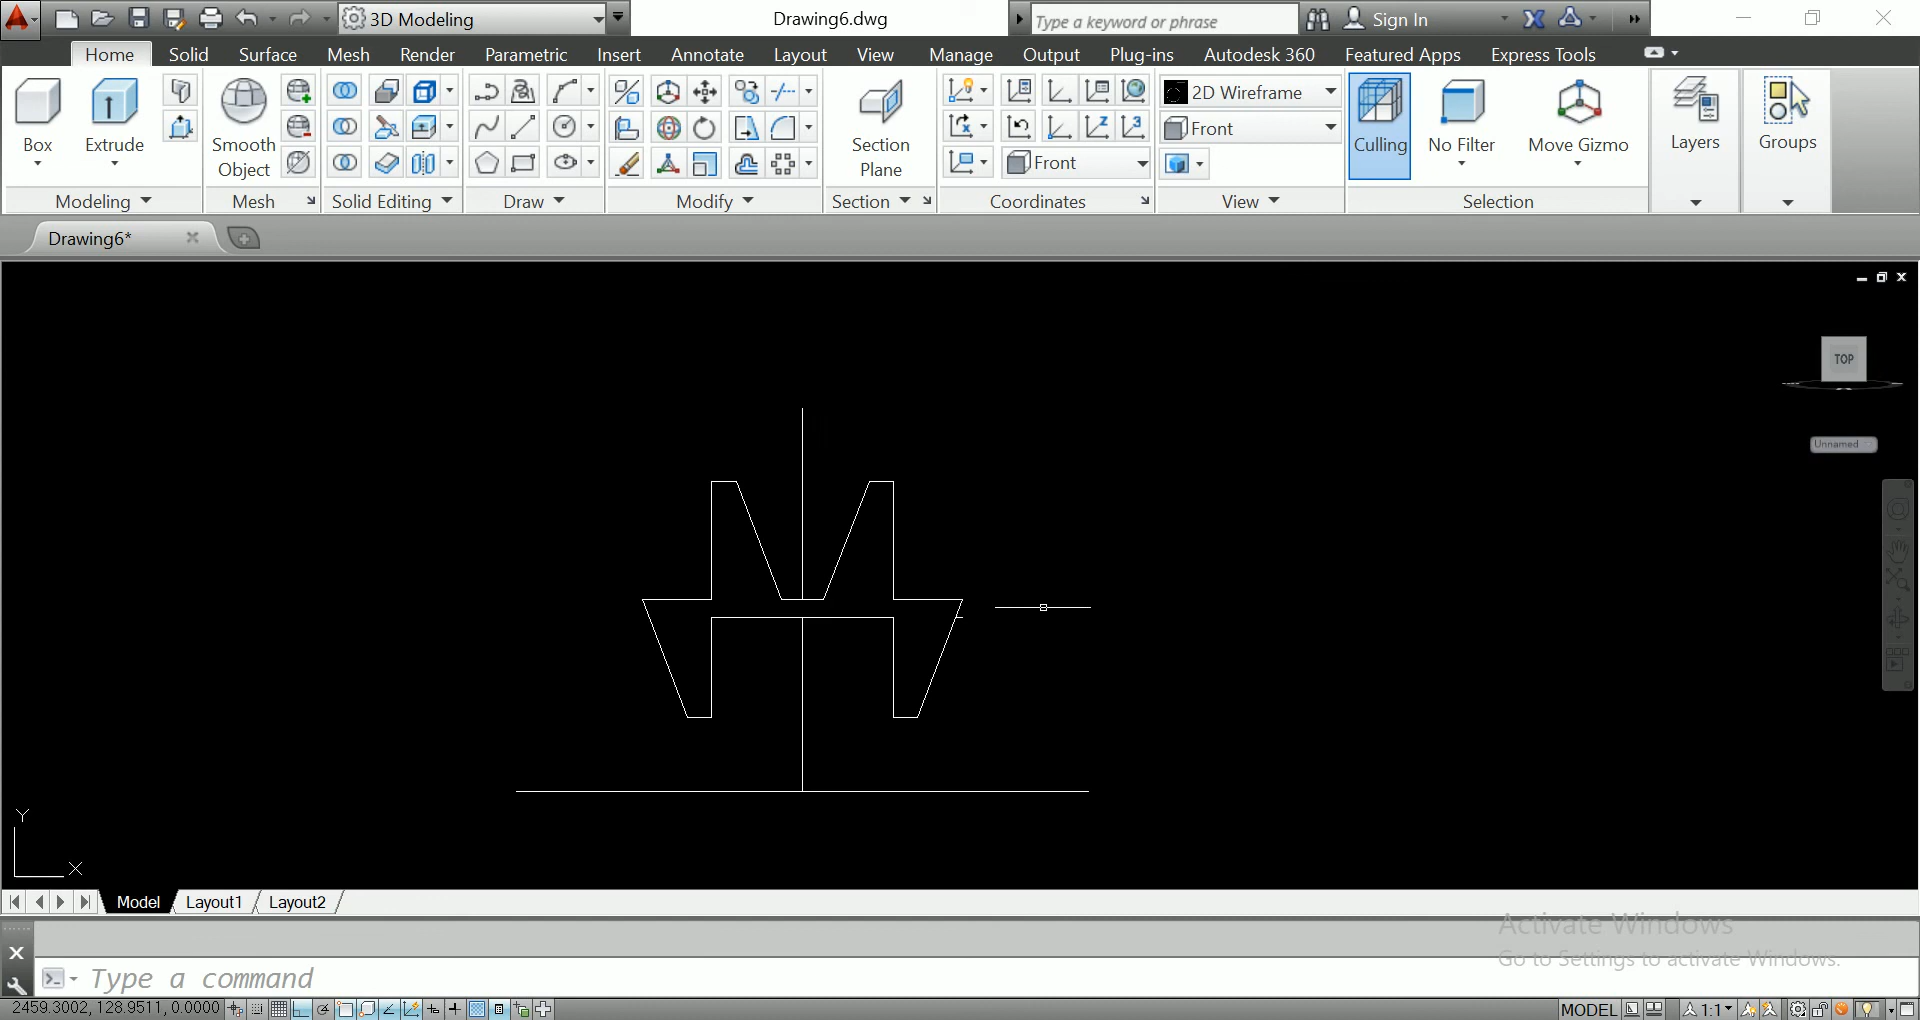 3D Modeling
Drawing6.dwg
Type a keyword or phrase
Sign In
Home Solid Surface Mesh Render Parametric Insert Annotate Layout View Manage Output Plug-ins Autodesk 360 Featured Apps Express Tools
Box
Extrude
Smooth
Object
Section
Plane
2D Wireframe
Front
Front
Culling
No Filter
Move Gizmo
Layers
Groups
Modeling Mesh Solid Editing Draw Modify Section Coordinates View Selection
Drawing6*
TOP
Unnamed
Y
X
Model Layout1 Layout2
Activate Windows
Go to Settings to activate Windows.
Type a command
2459.3002, 128.9511, 0.0000
MODEL
1:1